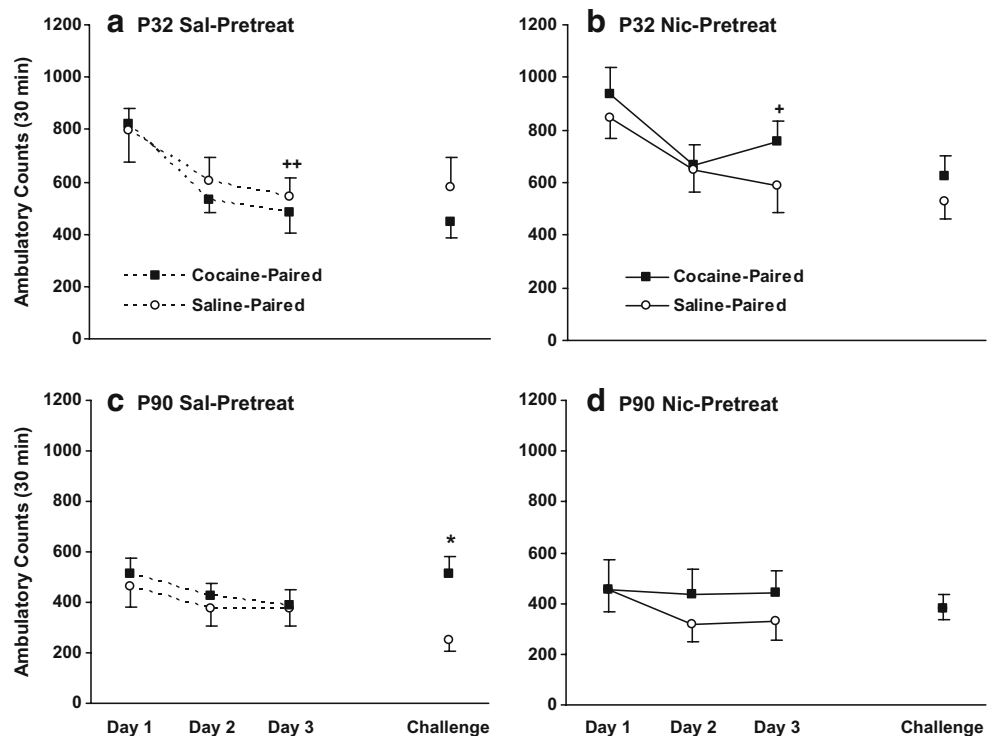 a P32 Sal-Pretreat
1200
1000
800
600
400
200
0
Ambulatory Counts (30 min)
++
Cocaine-Paired
Saline-Paired
b P32 Nic-Pretreat
1200
1000
800
600
400
200
0
+
Cocaine-Paired
Saline-Paired
c P90 Sal-Pretreat
1200
1000
800
600
400
200
0
Ambulatory Counts (30 min)
*
Day 1 Day 2 Day 3 Challenge
d P90 Nic-Pretreat
1200
1000
800
600
400
200
0
Day 1 Day 2 Day 3 Challenge